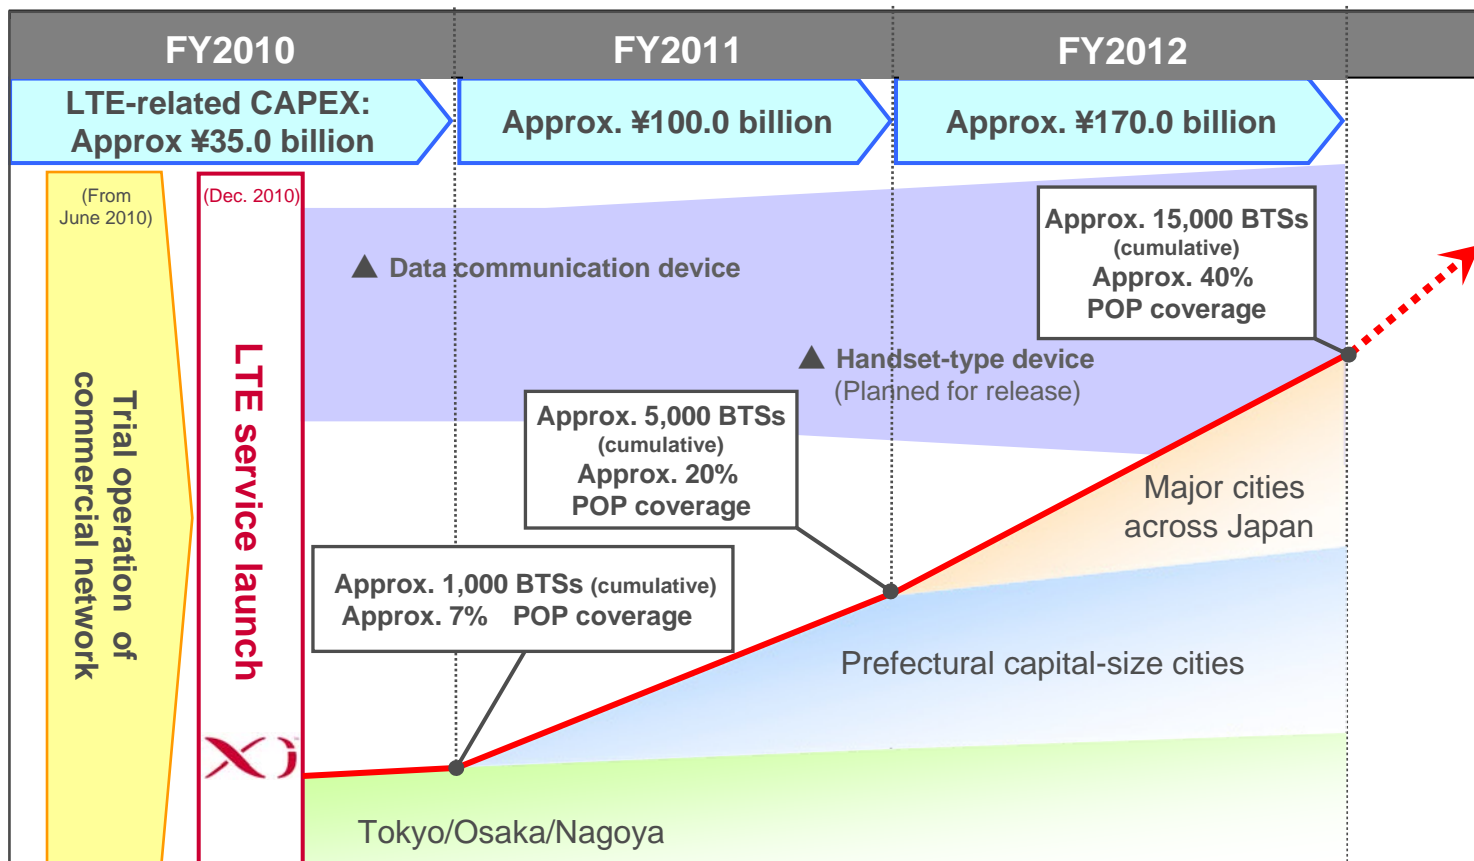 FY2010
FY2011
FY2012
LTE-related CAPEX:
Approx ¥35.0 billion
Approx. ¥100.0 billion
Approx. ¥170.0 billion
(From
June 2010)
Trial operation of
commercial network
(Dec. 2010)
LTE service launch
Xi
▲ Data communication device
▲ Handset-type device
(Planned for release)
Approx. 15,000 BTSs
(cumulative)
Approx. 40%
POP coverage
Approx. 5,000 BTSs
(cumulative)
Approx. 20%
POP coverage
Approx. 1,000 BTSs (cumulative)
Approx. 7% POP coverage
Major cities
across Japan
Prefectural capital-size cities
Tokyo/Osaka/Nagoya